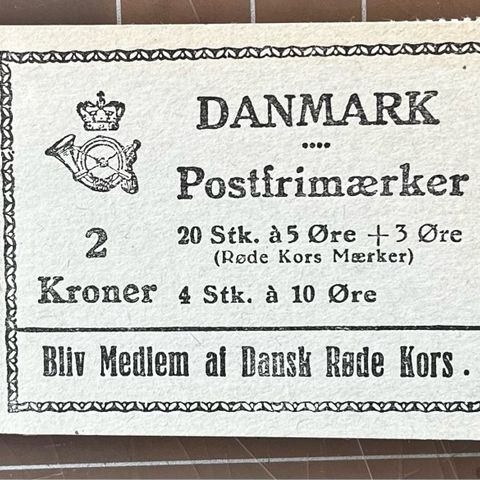 DANMARK
Postfrimærker
2
Kroner
20 Stk. à 5 Øre + 3 Øre
(Røde Kors Mærker)
4 Stk. à 10 Øre
Bliv Medlem af Dansk Røde Kors.